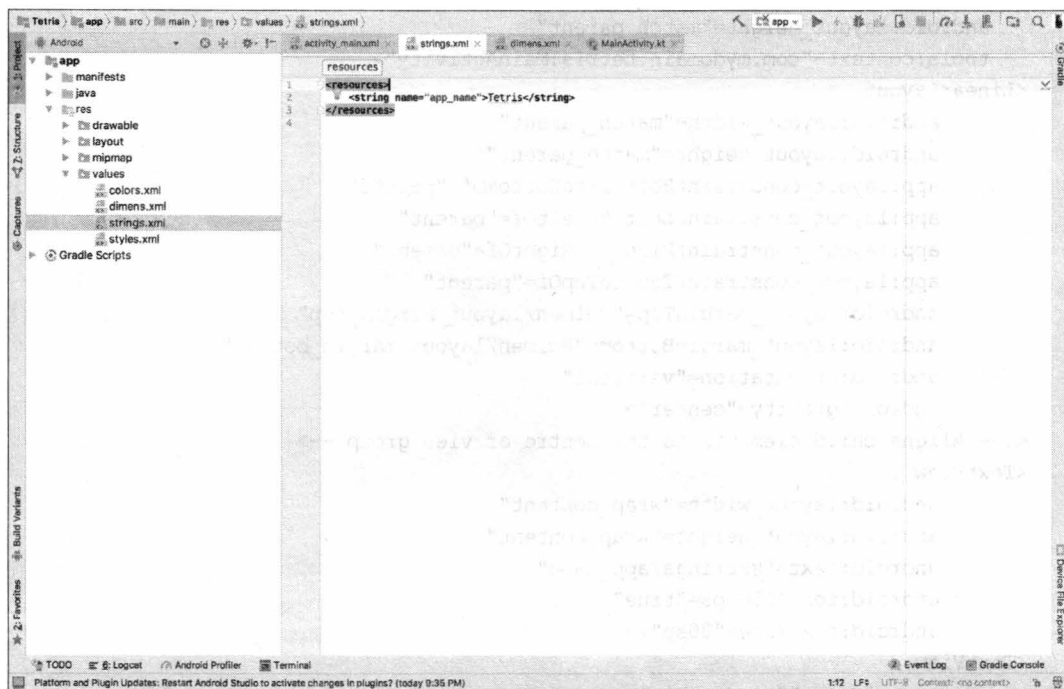 Tetris app src main res values strings.xml
app
Android
activity_main.xml strings.xml dimens.xml MainActivity.kt
1: Project
Z: Structure
Captures
Build Variants
2: Favorites
app
manifests
java
res
drawable
layout
mipmap
values
colors.xml
dimens.xml
strings.xml
styles.xml
Gradle Scripts
resources
1 <resources>
2 <string name="app_name">Tetris</string>
3 </resources>
4
Gradle
Device File Explorer
TODO 6: Logcat Android Profiler Terminal
Event Log Gradle Console
Platform and Plugin Updates: Restart Android Studio to activate changes in plugins? (today 9:35 PM)
1:12 LF UTF-8 Context: <no context>